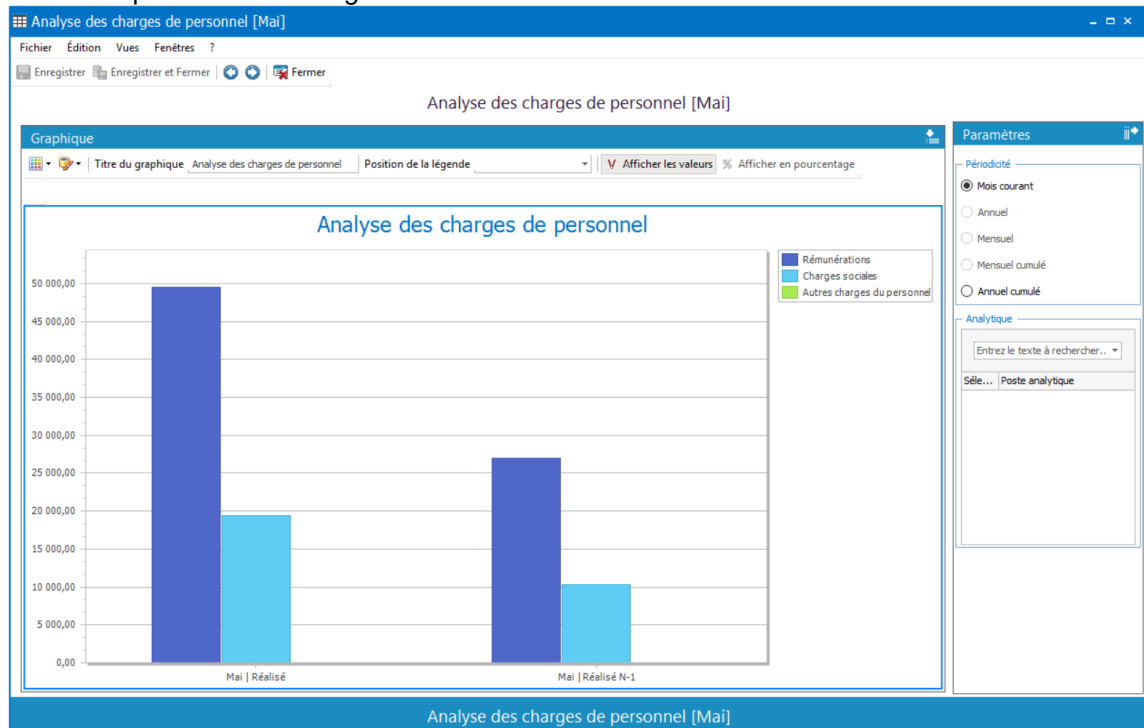 Analyse des charges de personnel [Mai]
Fichier Édition Vues Fenêtres ?
Enregistrer Enregistrer et Fermer Fermer
Analyse des charges de personnel [Mai]
Graphique
Titre du graphique Analyse des charges de personnel Position de la légende V Afficher les valeurs % Afficher en pourcentage
Analyse des charges de personnel
Rémunérations
Charges sociales
Autres charges du personnel
50 000,00
45 000,00
40 000,00
35 000,00
30 000,00
25 000,00
20 000,00
15 000,00
10 000,00
5 000,00
0,00
Mai | Réalisé
Mai | Réalisé N-1
Paramètres
Périodicité
Mois courant
Annuel
Mensuel
Mensuel cumulé
Annuel cumulé
Analytique
Entrez le texte à rechercher..
Séle... Poste analytique
Analyse des charges de personnel [Mai]